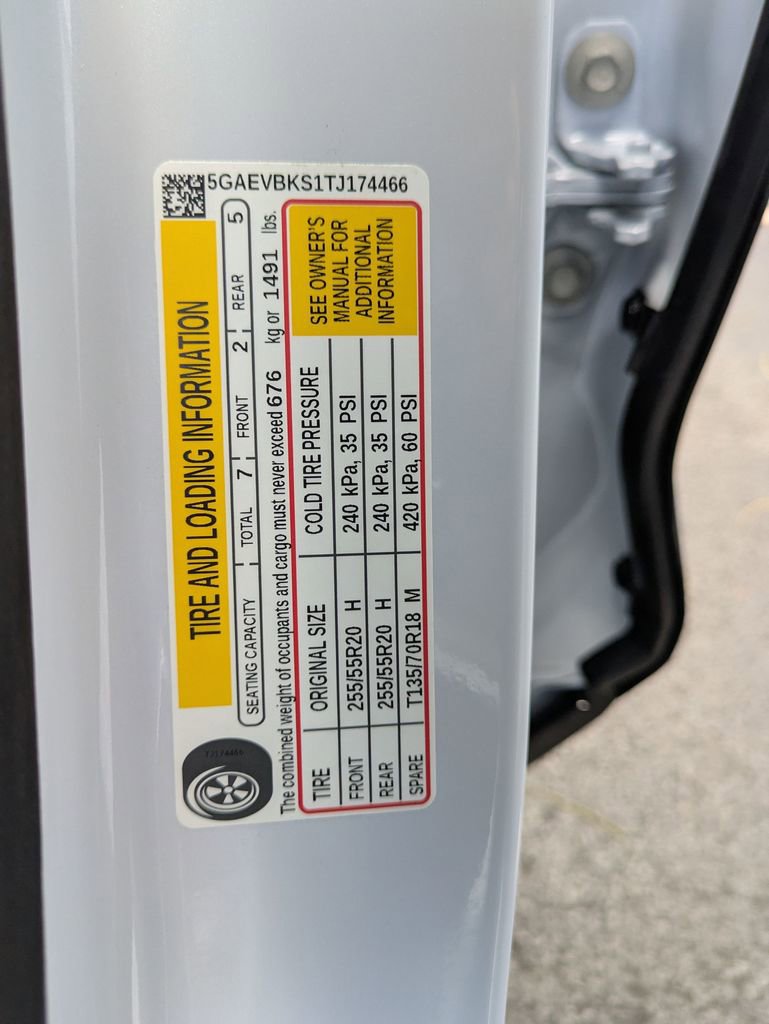 5GAEVBKS1TJ174466
TIRE AND LOADING INFORMATION
SEATING CAPACITY TOTAL 7 FRONT 2 REAR 5
The combined weight of occupants and cargo must never exceed 676 kg or 1491 lbs.
TIRE ORIGINAL SIZE COLD TIRE PRESSURE
FRONT 255/55R20 H 240 kPa, 35 PSI
REAR 255/55R20 H 240 kPa, 35 PSI
SPARE T135/70R18 M 420 kPa, 60 PSI
SEE OWNER'S
MANUAL FOR
ADDITIONAL
INFORMATION
TJ174466